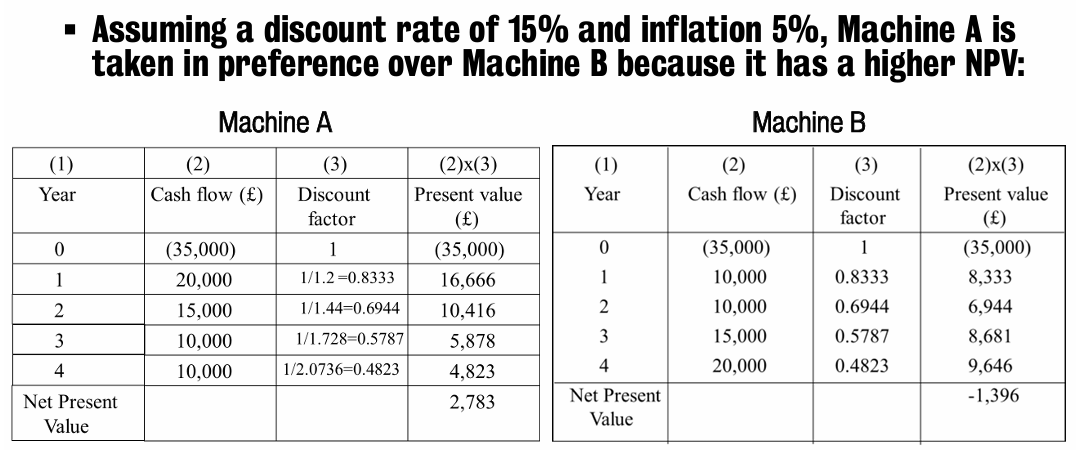 ▪ Assuming a discount rate of 15% and inflation 5%, Machine A is
taken in preference over Machine B because it has a higher NPV:
Machine A
(1) (2) (3) (2)x(3)
Year Cash flow (£) Discount factor Present value (£)
0 (35,000) 1 (35,000)
1 20,000 1/1.2=0.8333 16,666
2 15,000 1/1.44=0.6944 10,416
3 10,000 1/1.728=0.5787 5,878
4 10,000 1/2.0736=0.4823 4,823
Net Present Value 2,783
Machine B
(1) (2) (3) (2)x(3)
Year Cash flow (£) Discount factor Present value (£)
0 (35,000) 1 (35,000)
1 10,000 0.8333 8,333
2 10,000 0.6944 6,944
3 15,000 0.5787 8,681
4 20,000 0.4823 9,646
Net Present Value -1,396